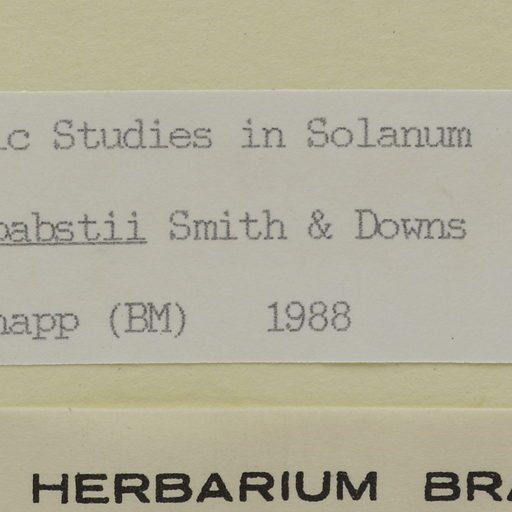 ic Studies in Solanum
pabstii Smith & Downs
napp (BM) 1988
HERBARIUM BRA